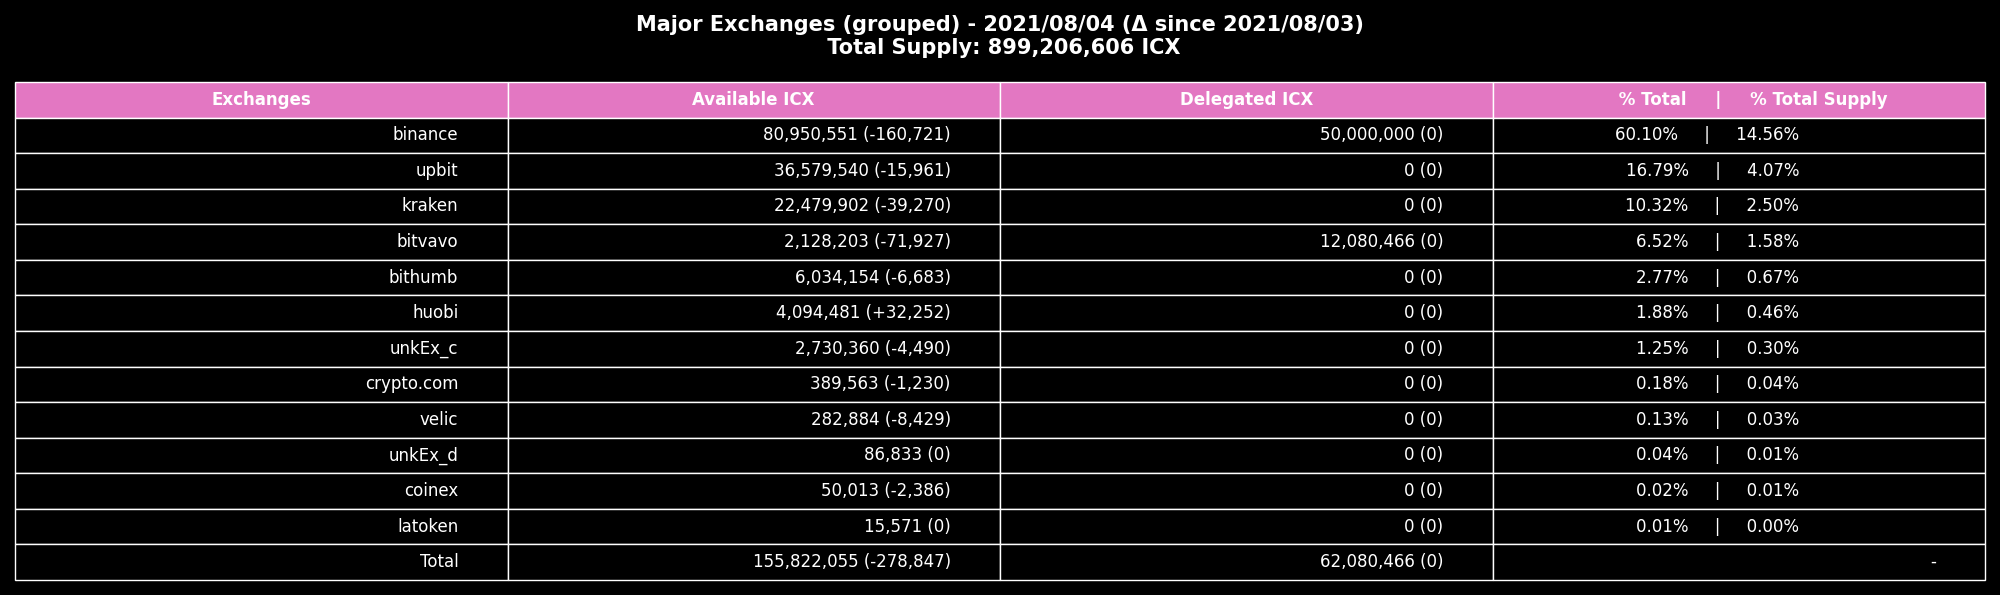 Major Exchanges (grouped) - 2021/08/04 (Δ since 2021/08/03)
Total Supply: 899,206,606 ICX
Exchanges Available ICX Delegated ICX % Total | % Total Supply
binance 80,950,551 (-160,721) 50,000,000 (0) 60.10% | 14.56%
upbit 36,579,540 (-15,961) 0 (0) 16.79% | 4.07%
kraken 22,479,902 (-39,270) 0 (0) 10.32% | 2.50%
bitvavo 2,128,203 (-71,927) 12,080,466 (0) 6.52% | 1.58%
bithumb 6,034,154 (-6,683) 0 (0) 2.77% | 0.67%
huobi 4,094,481 (+32,252) 0 (0) 1.88% | 0.46%
unkEx_c 2,730,360 (-4,490) 0 (0) 1.25% | 0.30%
crypto.com 389,563 (-1,230) 0 (0) 0.18% | 0.04%
velic 282,884 (-8,429) 0 (0) 0.13% | 0.03%
unkEx_d 86,833 (0) 0 (0) 0.04% | 0.01%
coinex 50,013 (-2,386) 0 (0) 0.02% | 0.01%
latoken 15,571 (0) 0 (0) 0.01% | 0.00%
Total 155,822,055 (-278,847) 62,080,466 (0) -